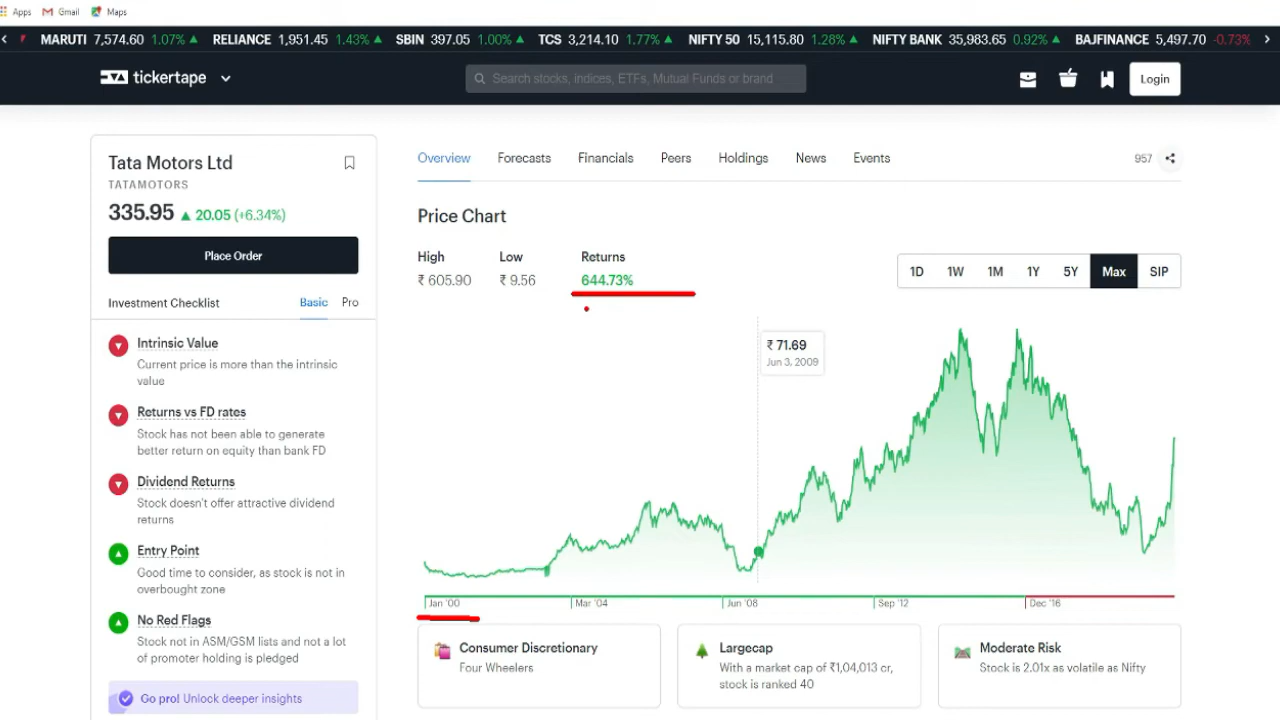 Apps Gmail Maps
MARUTI 7,574.60 1.07% RELIANCE 1,951.45 1.43% SBIN 397.05 1.00% TCS 3,214.10 1.77% NIFTY 50 15,115.80 1.28% NIFTY BANK 35,983.65 0.92% BAJFINANCE 5,497.70 -0.73%
tickertape
Search stocks, indices, ETFs, Mutual Funds or brand
Login
Tata Motors Ltd
TATAMOTORS
335.95 20.05 (+6.34%)
Place Order
Investment Checklist Basic Pro
Intrinsic Value
Current price is more than the intrinsic
value
Returns vs FD rates
Stock has not been able to generate
better return on equity than bank FD
Dividend Returns
Stock doesn't offer attractive dividend
returns
Entry Point
Good time to consider, as stock is not in
overbought zone
No Red Flags
Stock not in ASM/GSM lists and not a lot
of promoter holding is pledged
Go pro! Unlock deeper insights
Overview Forecasts Financials Peers Holdings News Events
957
Price Chart
High Low Returns
₹ 605.90 ₹ 9.56 644.73%
1D 1W 1M 1Y 5Y Max SIP
₹ 71.69
Jun 3, 2009
Jan '00 Mar '04 Jun '08 Sep '12 Dec '16
Consumer Discretionary
Four Wheelers
Largecap
With a market cap of ₹1,04,013 cr,
stock is ranked 40
Moderate Risk
Stock is 2.01x as volatile as Nifty